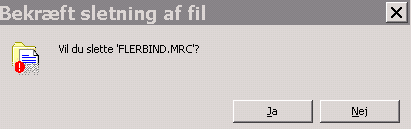 Bekræft sletning af fil
Vil du slette 'FLERBIND.MRC'?
Ja
Nej